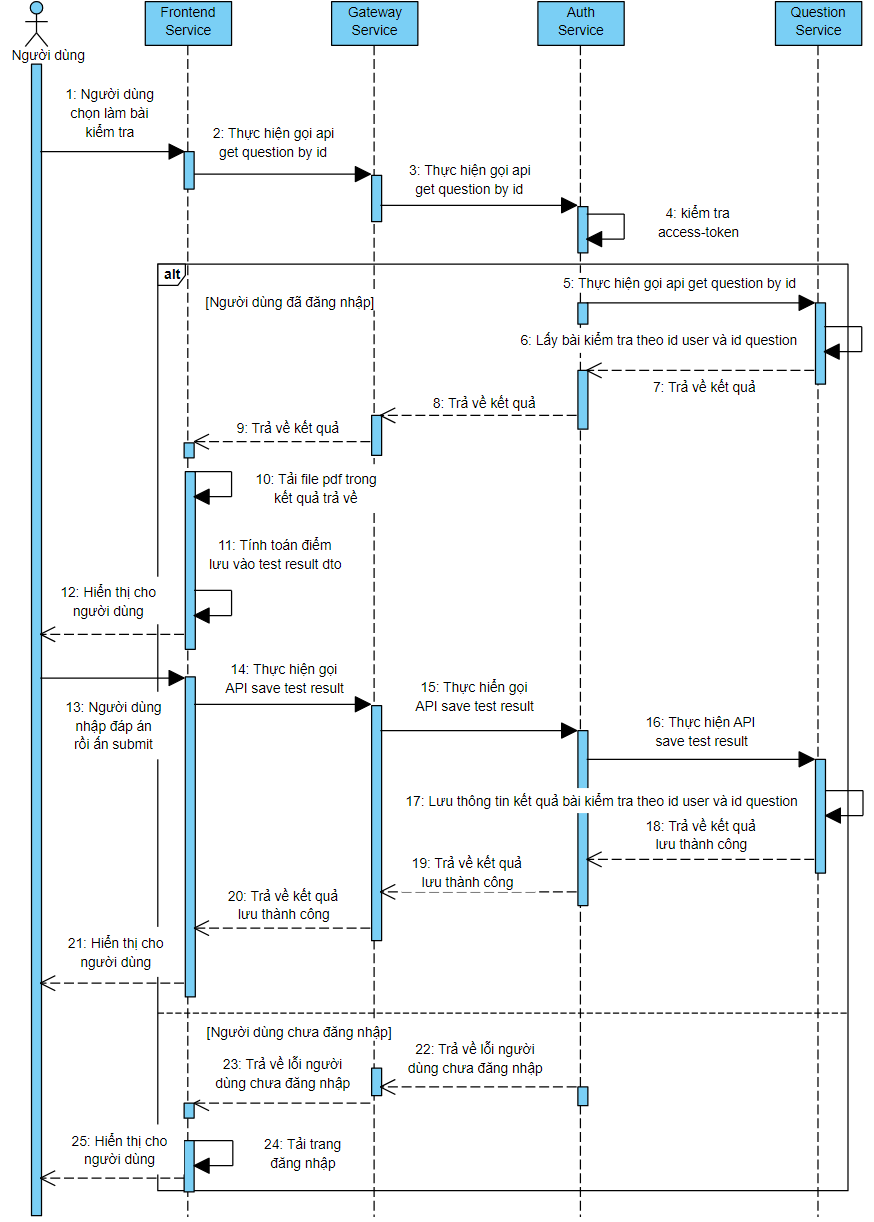 Người dùng
Frontend
Service
Gateway
Service
Auth
Service
Question
Service
1: Người dùng
chọn làm bài
kiểm tra
2: Thực hiện gọi api
get question by id
3: Thực hiện gọi api
get question by id
4: kiểm tra
access-token
alt
[Người dùng đã đăng nhập]
5: Thực hiện gọi api get question by id
6: Lấy bài kiểm tra theo id user và id question
7: Trả về kết quả
8: Trả về kết quả
9: Trả về kết quả
10: Tải file pdf trong
kết quả trả về
11: Tính toán điểm
lưu vào test result dto
12: Hiển thị cho
người dùng
13: Người dùng
nhập đáp án
rồi ấn submit
14: Thực hiện gọi
API save test result
15: Thực hiển gọi
API save test result
16: Thực hiện API
save test result
17: Lưu thông tin kết quả bài kiểm tra theo id user và id question
18: Trả về kết quả
lưu thành công
19: Trả về kết quả
lưu thành công
20: Trả về kết quả
lưu thành công
21: Hiển thị cho
người dùng
[Người dùng chưa đăng nhập]
22: Trả về lỗi người
dùng chưa đăng nhập
23: Trả về lỗi người
dùng chưa đăng nhập
24: Tải trang
đăng nhập
25: Hiển thị cho
người dùng